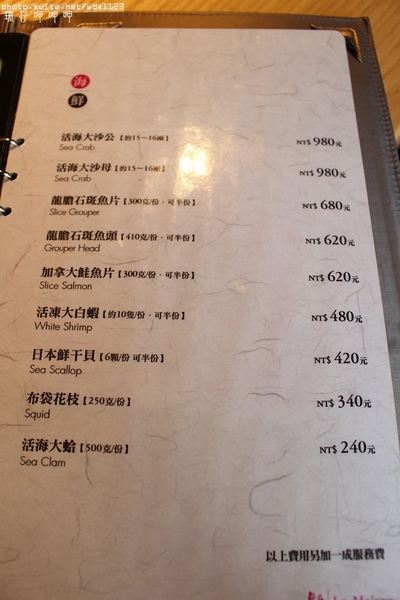 photo.xuite.net/wdx1123
海
鮮
活海大沙公【約15～16兩】 NT$ 980元
Sea Crab
活海大沙母【約15～16兩】 NT$ 980元
Sea Crab
龍膽石斑魚片【300克/份．可半份】 NT$ 680元
Slice Grouper
龍膽石斑魚頭【410克/份．可半份】 NT$ 620元
Grouper Head
加拿大鮭魚片【300克/份．可半份】 NT$ 620元
Slice Salmon
活凍大白蝦【約10隻/份．可半份】 NT$ 480元
White Shrimp
日本鮮干貝【6顆/份 可半份】 NT$ 420元
Sea Scallop
布袋花枝【250克/份】 NT$ 340元
Squid
活海大蛤【500克/份】 NT$ 240元
Sea Clam
以上費用另加一成服務費